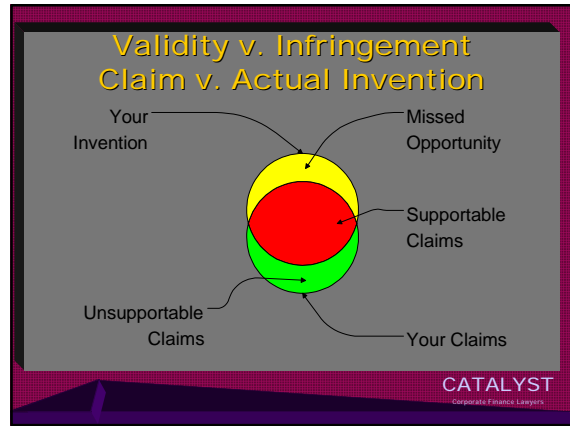 Validity v. Infringement
Claim v. Actual Invention
Your
Invention
Missed
Opportunity
Supportable
Claims
Unsupportable
Claims
Your Claims
CATALYST
Corporate Finance Lawyers